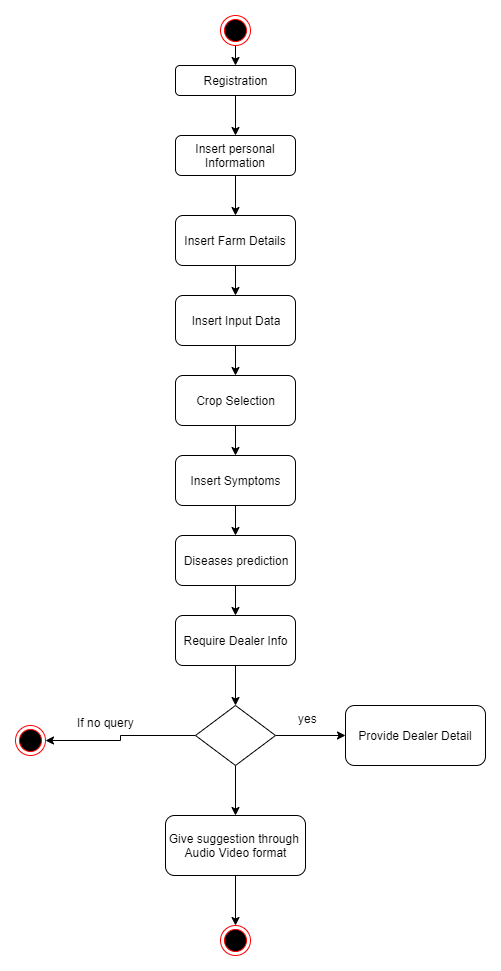 Registration
Insert personal
Information
Insert Farm Details
Insert Input Data
Crop Selection
Insert Symptoms
Diseases prediction
Require Dealer Info
If no query
yes
Provide Dealer Detail
Give suggestion through
Audio Video format